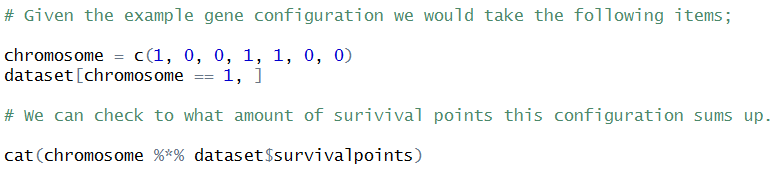 # Given the example gene configuration we would take the following items;
chromosome = c(1, 0, 0, 1, 1, 0, 0)
dataset[chromosome == 1, ]
# We can check to what amount of surivival points this configuration sums up.
cat(chromosome %*% dataset$survivalpoints)